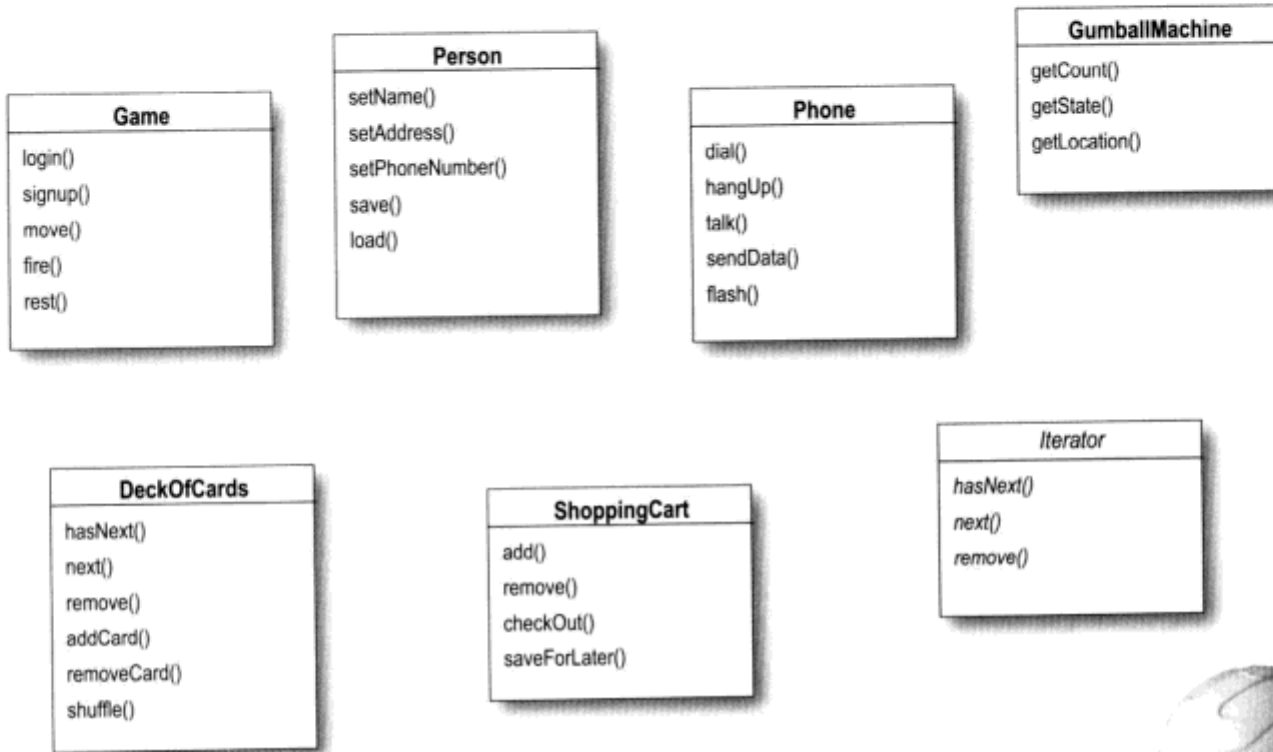 Game
login()
signup()
move()
fire()
rest()
Person
setName()
setAddress()
setPhoneNumber()
save()
load()
Phone
dial()
hangUp()
talk()
sendData()
flash()
GumballMachine
getCount()
getState()
getLocation()
DeckOfCards
hasNext()
next()
remove()
addCard()
removeCard()
shuffle()
ShoppingCart
add()
remove()
checkOut()
saveForLater()
Iterator
hasNext()
next()
remove()